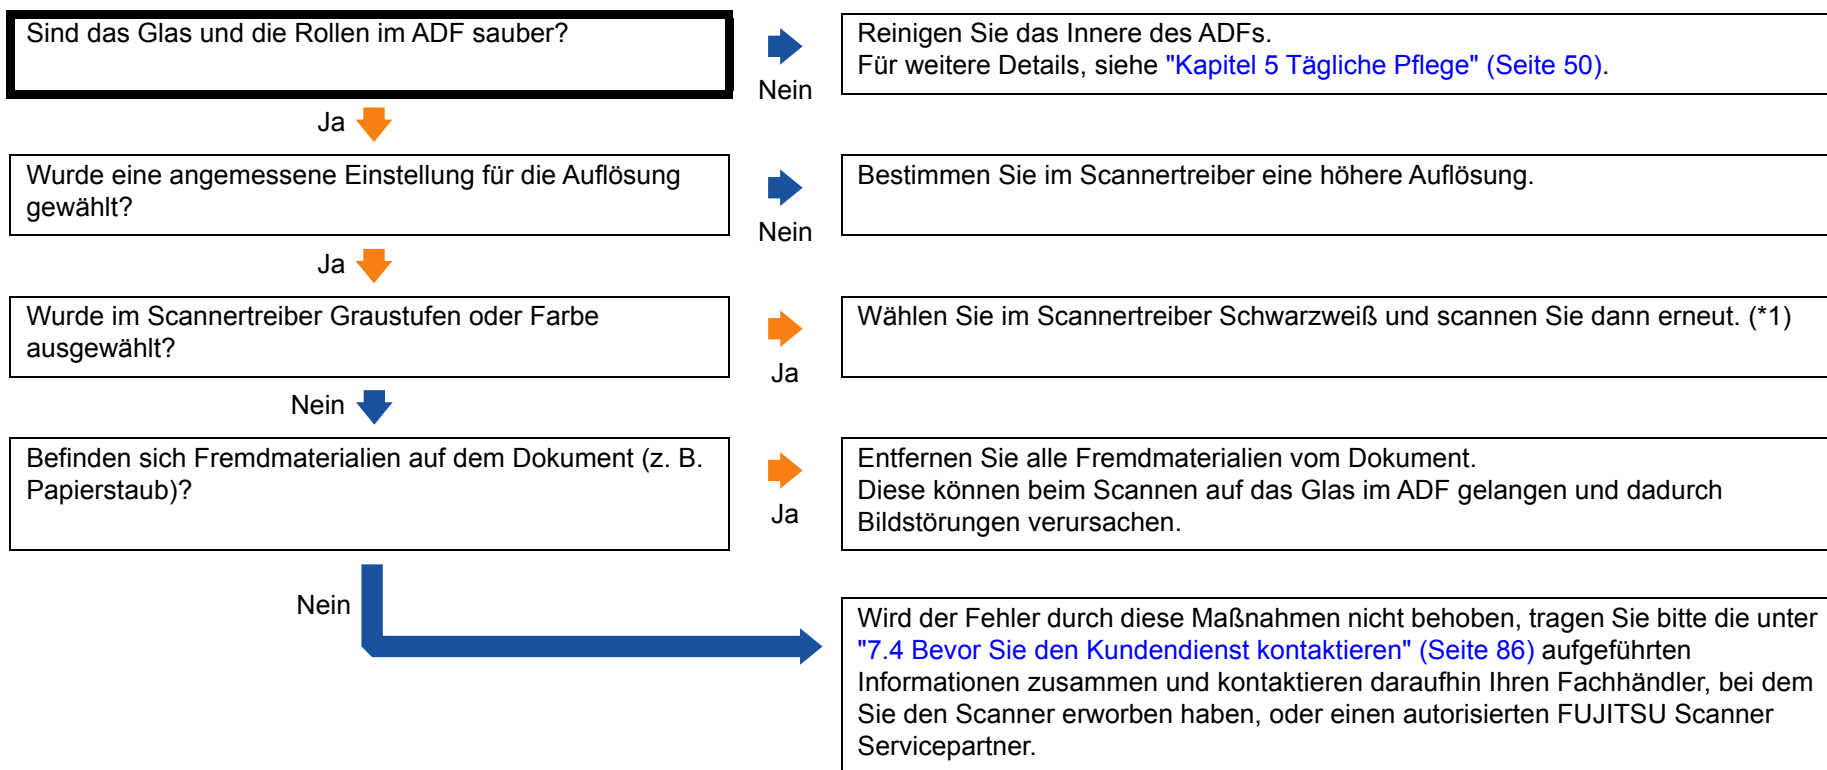 Sind das Glas und die Rollen im ADF sauber?
Nein
Reinigen Sie das Innere des ADFs.
Für weitere Details, siehe "Kapitel 5 Tägliche Pflege" (Seite 50).
Ja
Wurde eine angemessene Einstellung für die Auflösung
gewählt?
Nein
Bestimmen Sie im Scannertreiber eine höhere Auflösung.
Ja
Wurde im Scannertreiber Graustufen oder Farbe
ausgewählt?
Ja
Wählen Sie im Scannertreiber Schwarzweiß und scannen Sie dann erneut. (*1)
Nein
Befinden sich Fremdmaterialien auf dem Dokument (z. B.
Papierstaub)?
Ja
Entfernen Sie alle Fremdmaterialien vom Dokument.
Diese können beim Scannen auf das Glas im ADF gelangen und dadurch
Bildstörungen verursachen.
Nein
Wird der Fehler durch diese Maßnahmen nicht behoben, tragen Sie bitte die unter
"7.4 Bevor Sie den Kundendienst kontaktieren" (Seite 86) aufgeführten
Informationen zusammen und kontaktieren daraufhin Ihren Fachhändler, bei dem
Sie den Scanner erworben haben, oder einen autorisierten FUJITSU Scanner
Servicepartner.